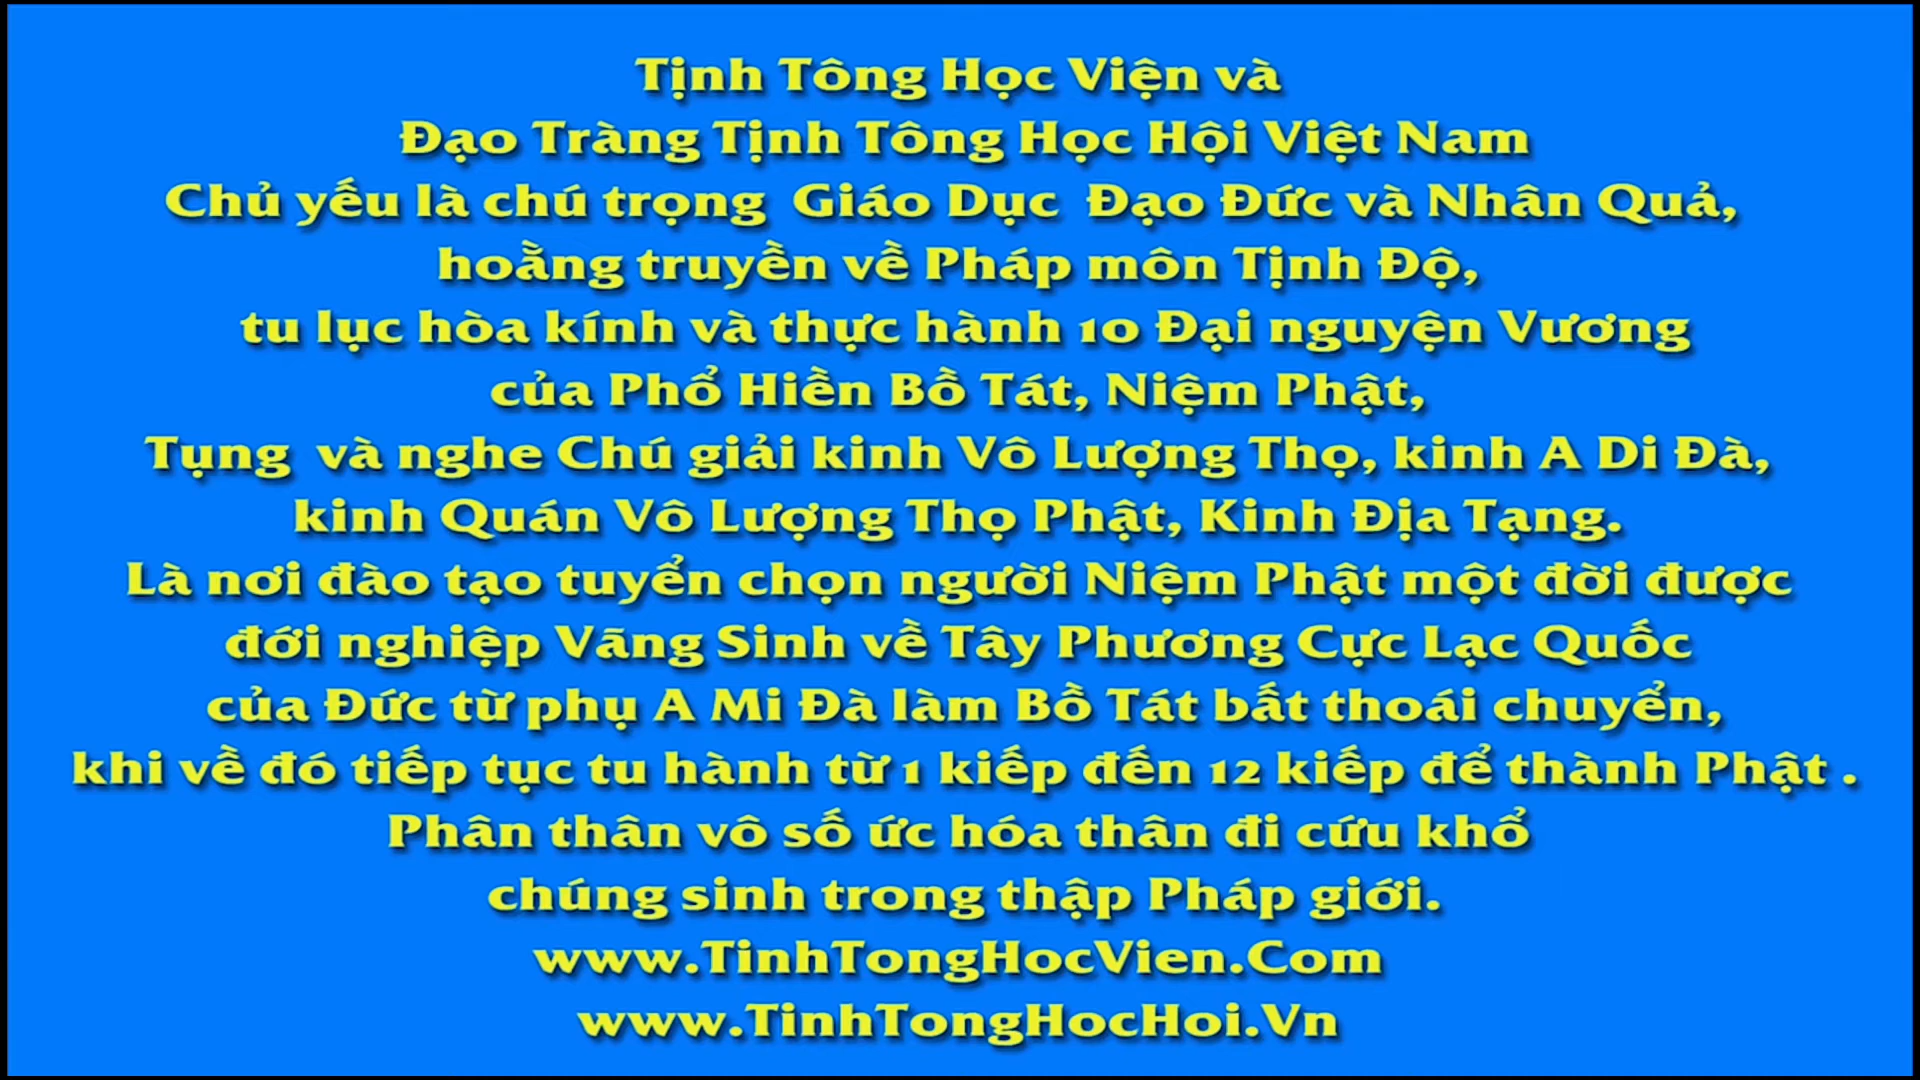 Tịnh Tông Học Viện và
Đạo Tràng Tịnh Tông Học Hội Việt Nam
Chủ yếu là chú trọng Giáo Dục Đạo Đức và Nhân Quả,
hoằng truyền về Pháp môn Tịnh Độ,
tu lục hòa kính và thực hành 10 Đại nguyện Vương
của Phổ Hiền Bồ Tát, Niệm Phật,
Tụng và nghe Chú giải kinh Vô Lượng Thọ, kinh A Di Đà,
kinh Quán Vô Lượng Thọ Phật, Kinh Địa Tạng.
Là nơi đào tạo tuyển chọn người Niệm Phật một đời được
đới nghiệp Vãng Sinh về Tây Phương Cực Lạc Quốc
của Đức từ phụ A Mi Đà làm Bồ Tát bất thoái chuyển,
khi về đó tiếp tục tu hành từ 1 kiếp đến 12 kiếp để thành Phật .
Phân thân vô số ức hóa thân đi cứu khổ
chúng sinh trong thập Pháp giới.
www.TinhTongHocVien.Com
www.TinhTongHocHoi.Vn